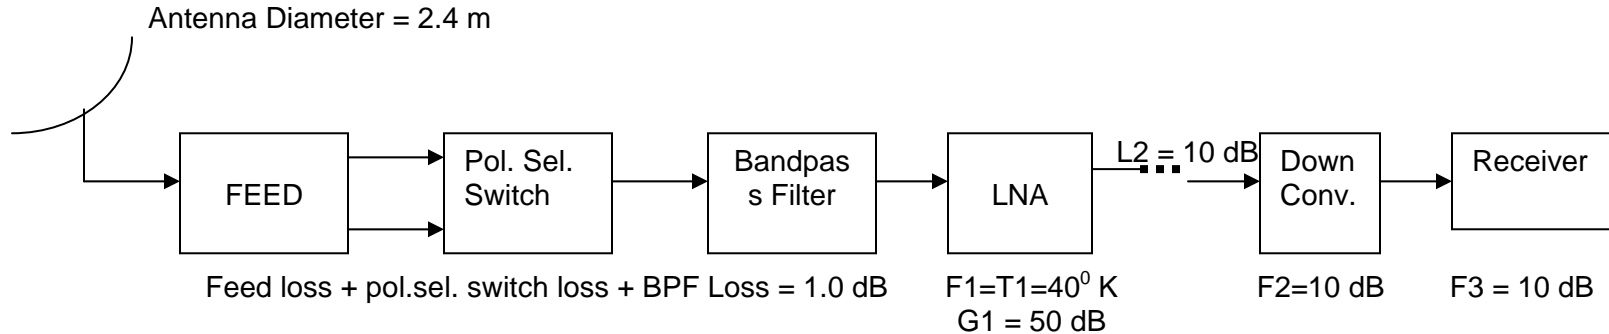 Antenna Diameter = 2.4 m
FEED
Pol. Sel.
Switch
Bandpas
s Filter
LNA
L2 = 10 dB
Down
Conv.
Receiver
Feed loss + pol.sel. switch loss + BPF Loss = 1.0 dB
F1=T1=40⁰ K
G1 = 50 dB
F2=10 dB
F3 = 10 dB